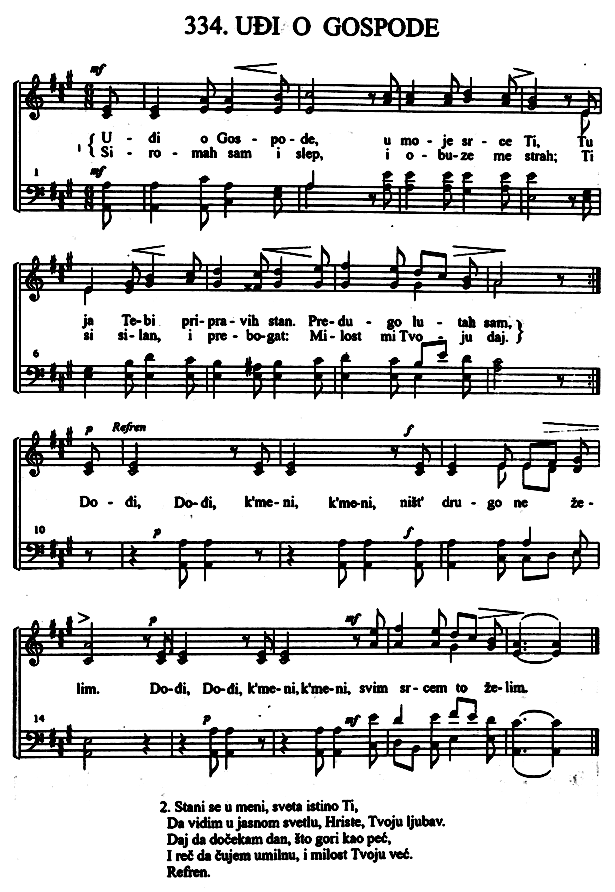 334. UĐI O GOSPODE
mf
1 { U - đi o Gos - po - de, u mo - je sr - ce Ti, Tu
Si - ro - mah sam i slep, i o - bu - ze me strah; Ti
1
mf
ja Te - bi pri - pra - vih stan. Pre - du - go lu - tah sam, }
si si - lan, i pre - bo - gat: Mi - lost mi Tvo - ju daj.
6
p Refren f
Do - đi, Do - đi, k'me - ni, k'me - ni, ništ' dru - go ne že -
10
p f
p mf
lim. Do - đi, Do - đi, k'me - ni, k'me - ni, svim sr - cem to že - lim.
14
p mf
2. Stani se u meni, sveta istino Ti,
Da vidim u jasnom svetlu, Hriste, Tvoju ljubav.
Daj da dočekam dan, što gori kao peć,
I reč da čujem umilnu, i milost Tvoju već.
Refren.